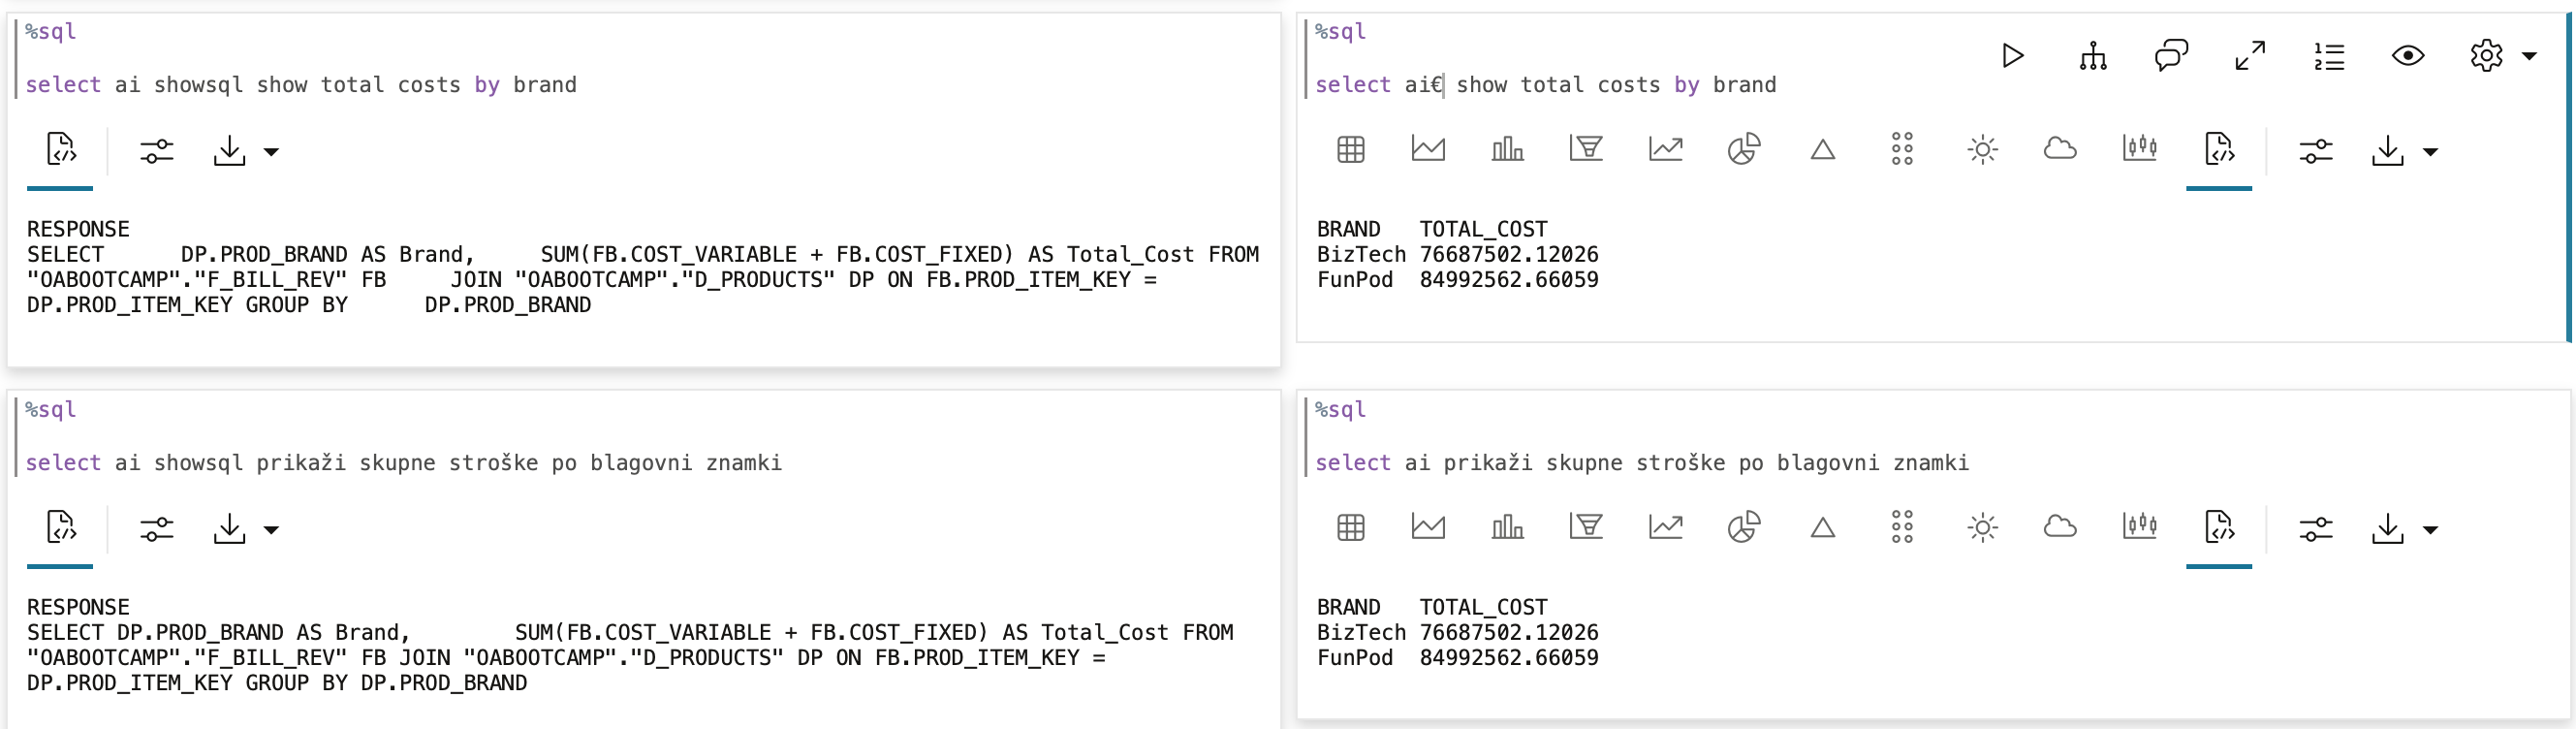 %sql
select ai showsql show total costs by brand
RESPONSE
SELECT DP.PROD_BRAND AS Brand, SUM(FB.COST_VARIABLE + FB.COST_FIXED) AS Total_Cost FROM
"OABOOTCAMP"."F_BILL_REV" FB JOIN "OABOOTCAMP"."D_PRODUCTS" DP ON FB.PROD_ITEM_KEY =
DP.PROD_ITEM_KEY GROUP BY DP.PROD_BRAND
%sql
select ai€ show total costs by brand
BRAND TOTAL_COST
BizTech 76687502.12026
FunPod 84992562.66059
%sql
select ai showsql prikaži skupne stroške po blagovni znamki
RESPONSE
SELECT DP.PROD_BRAND AS Brand, SUM(FB.COST_VARIABLE + FB.COST_FIXED) AS Total_Cost FROM
"OABOOTCAMP"."F_BILL_REV" FB JOIN "OABOOTCAMP"."D_PRODUCTS" DP ON FB.PROD_ITEM_KEY =
DP.PROD_ITEM_KEY GROUP BY DP.PROD_BRAND
%sql
select ai prikaži skupne stroške po blagovni znamki
BRAND TOTAL_COST
BizTech 76687502.12026
FunPod 84992562.66059